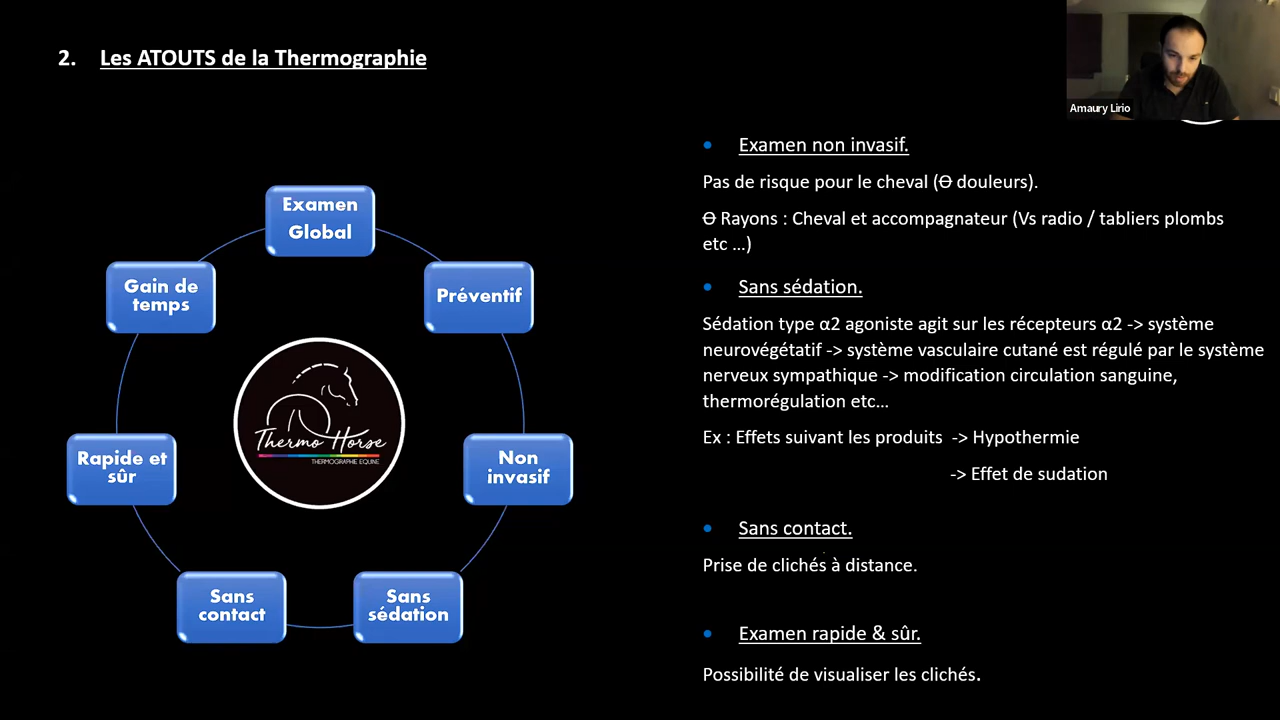 2. Les ATOUTS de la Thermographie
Amaury Lirio
Examen
Global
Préventif
Non
invasif
Sans
sédation
Sans
contact
Rapide et
sûr
Gain de
temps
Thermo Horse
THERMOGRAPHIE EQUINE
• Examen non invasif.
Pas de risque pour le cheval (O douleurs).
O Rayons : Cheval et accompagnateur (Vs radio / tabliers plombs
etc ...)
• Sans sédation.
Sédation type α2 agoniste agit sur les récepteurs α2 -> système
neurovégétatif -> système vasculaire cutané est régulé par le système
nerveux sympathique -> modification circulation sanguine,
thermorégulation etc...
Ex : Effets suivant les produits -> Hypothermie
-> Effet de sudation
• Sans contact.
Prise de clichés à distance.
• Examen rapide & sûr.
Possibilité de visualiser les clichés.